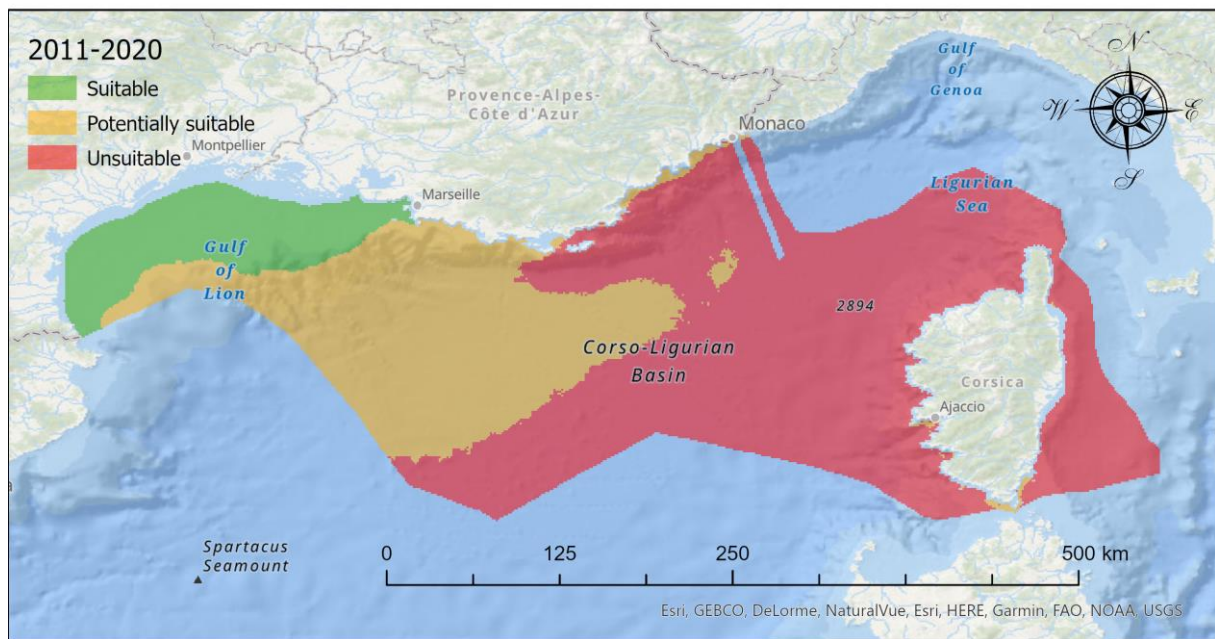 2011-2020
Suitable
Potentially suitable
Unsuitable
Montpellier
Provence-Alpes-
Côte d'Azur
Monaco
Gulf
of
Genoa
N
W
E
S
Marseille
Ligurian
Sea
Gulf
of
Lion
2894
Corso-Ligurian
Basin
Corsica
Ajaccio
Spartacus
Seamount
0 125 250 500 km
Esri, GEBCO, DeLorme, NaturalVue, Esri, HERE, Garmin, FAO, NOAA, USGS